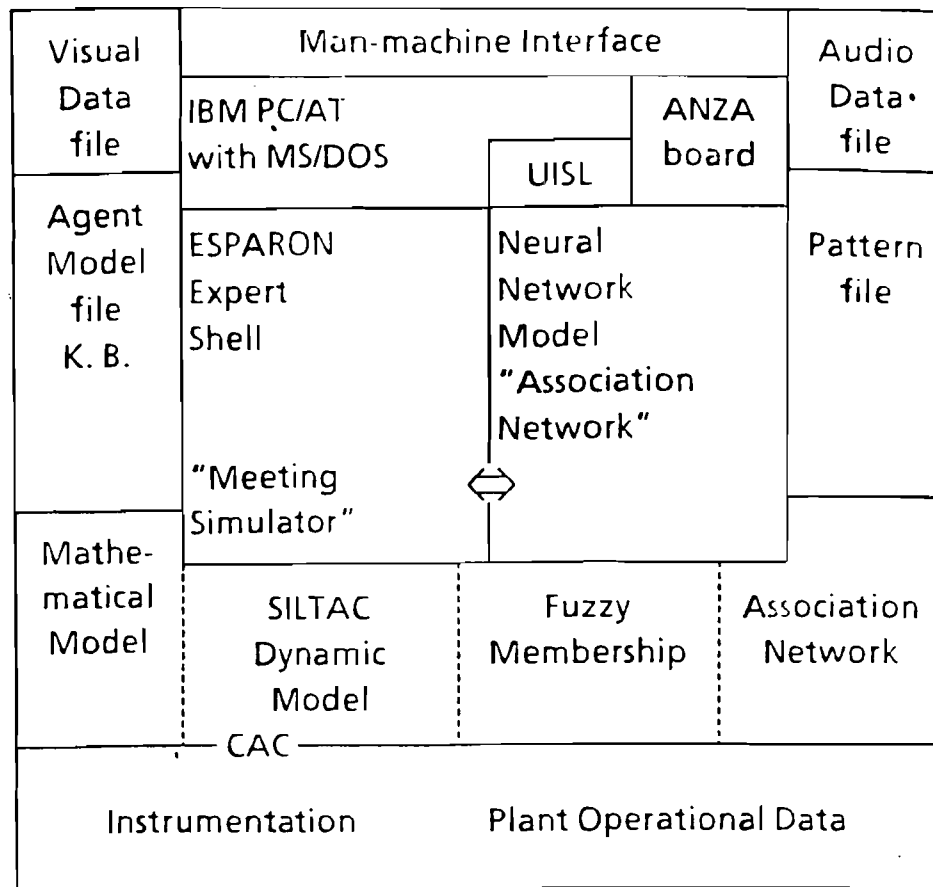 Visual
Data
file
Man-machine Interface
Audio
Data
file
IBM PC/AT
with MS/DOS
ANZA
board
UISL
Agent
Model
file
K. B.
ESPARON
Expert
Shell
"Meeting
Simulator"
Neural
Network
Model
"Association
Network"
Pattern
file
Mathe-
matical
Model
SILTAC
Dynamic
Model
Fuzzy
Membership
Association
Network
CAC
Instrumentation
Plant Operational Data